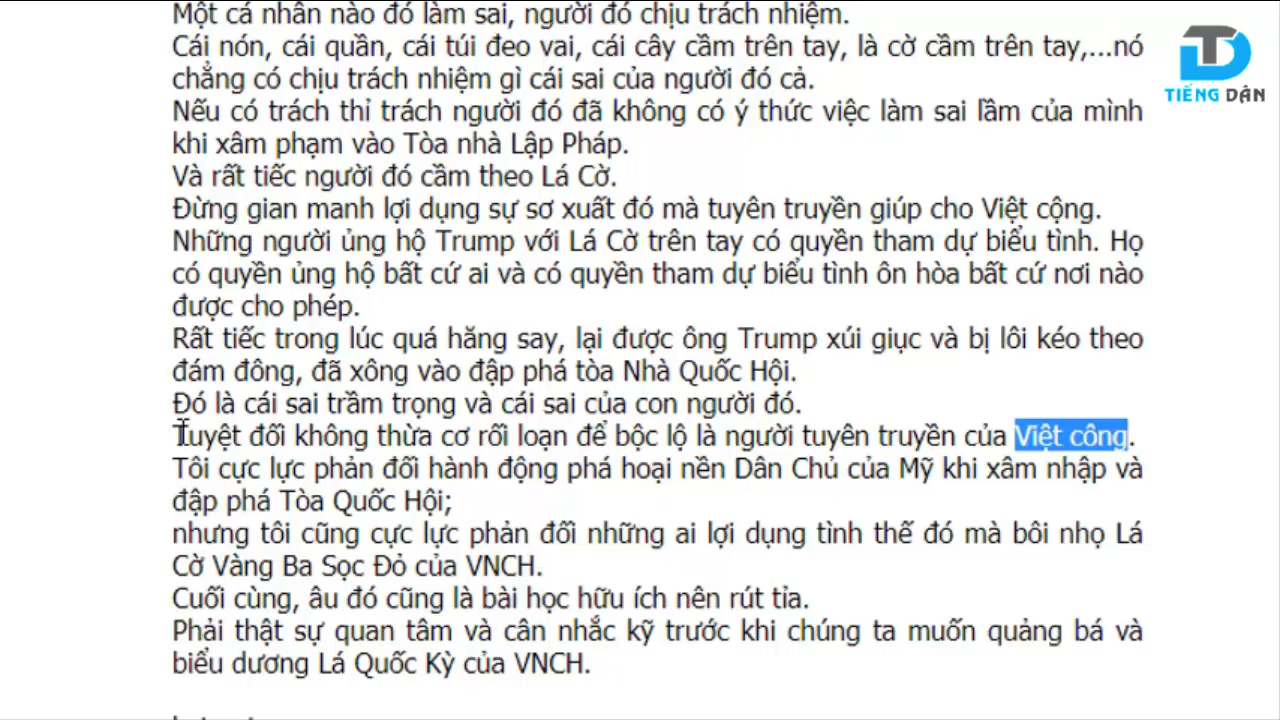 Một cá nhân nào đó làm sai, người đó chịu trách nhiệm.
Cái nón, cái quần, cái túi đeo vai, cái cây cầm trên tay, là cờ cầm trên tay,...nó
chẳng có chịu trách nhiệm gì cái sai của người đó cả.
Nếu có trách thỉ trách người đó đã không có ý thức việc làm sai lầm của mình
khi xâm phạm vào Tòa nhà Lập Pháp.
Và rất tiếc người đó cầm theo Lá Cờ.
Đừng gian manh lợi dụng sự sơ xuất đó mà tuyên truyền giúp cho Việt cộng.
Những người ủng hộ Trump với Lá Cờ trên tay có quyền tham dự biểu tình. Họ
có quyền ủng hộ bất cứ ai và có quyền tham dự biểu tình ôn hòa bất cứ nơi nào
được cho phép.
Rất tiếc trong lúc quá hăng say, lại được ông Trump xúi giục và bị lôi kéo theo
đám đông, đã xông vào đập phá tòa Nhà Quốc Hội.
Đó là cái sai trầm trọng và cái sai của con người đó.
Tuyệt đối không thừa cơ rối loạn để bộc lộ là người tuyên truyền của Việt công.
Tôi cực lực phản đối hành động phá hoại nền Dân Chủ của Mỹ khi xâm nhập và
đập phá Tòa Quốc Hội;
nhưng tôi cũng cực lực phản đối những ai lợi dụng tình thế đó mà bôi nhọ Lá
Cờ Vàng Ba Sọc Đỏ của VNCH.
Cuối cùng, âu đó cũng là bài học hữu ích nên rút tỉa.
Phải thật sự quan tâm và cân nhắc kỹ trước khi chúng ta muốn quảng bá và
biểu dương Lá Quốc Kỳ của VNCH.
TIẾNG DÂN